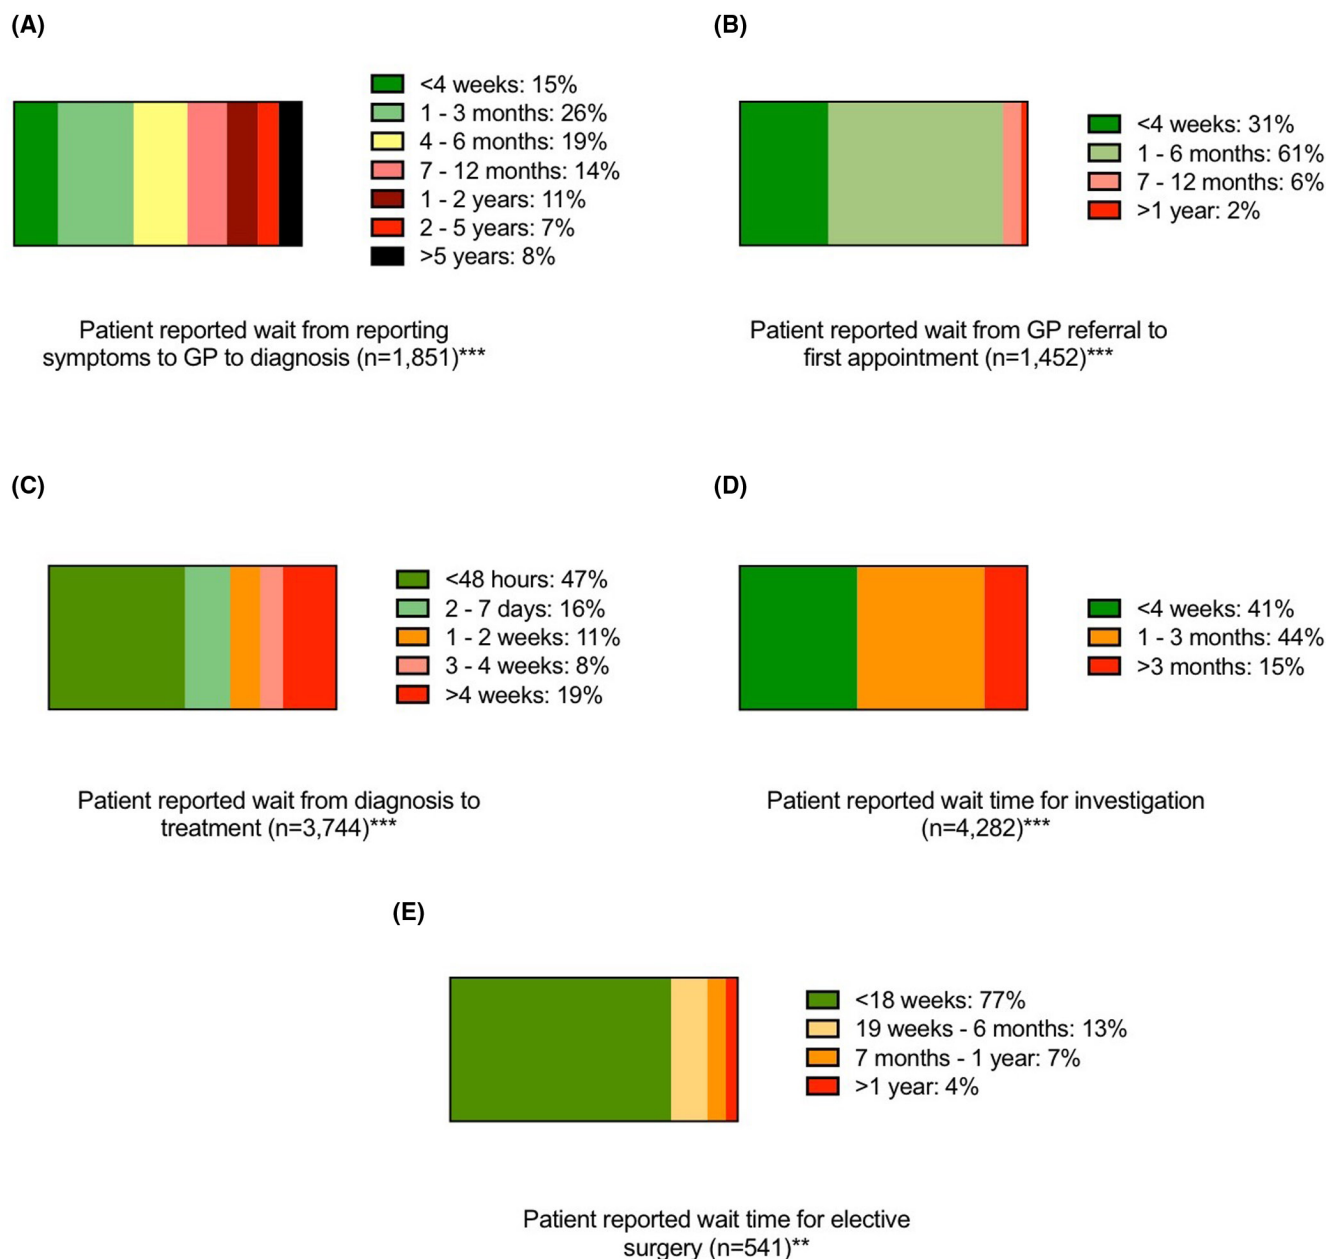 (A)
<4 weeks: 15%
1 - 3 months: 26%
4 - 6 months: 19%
7 - 12 months: 14%
1 - 2 years: 11%
2 - 5 years: 7%
>5 years: 8%
Patient reported wait from reporting
symptoms to GP to diagnosis (n=1,851)***
(B)
<4 weeks: 31%
1 - 6 months: 61%
7 - 12 months: 6%
>1 year: 2%
Patient reported wait from GP referral to
first appointment (n=1,452)***
(C)
<48 hours: 47%
2 - 7 days: 16%
1 - 2 weeks: 11%
3 - 4 weeks: 8%
>4 weeks: 19%
Patient reported wait from diagnosis to
treatment (n=3,744)***
(D)
<4 weeks: 41%
1 - 3 months: 44%
>3 months: 15%
Patient reported wait time for investigation
(n=4,282)***
(E)
<18 weeks: 77%
19 weeks - 6 months: 13%
7 months - 1 year: 7%
>1 year: 4%
Patient reported wait time for elective
surgery (n=541)**